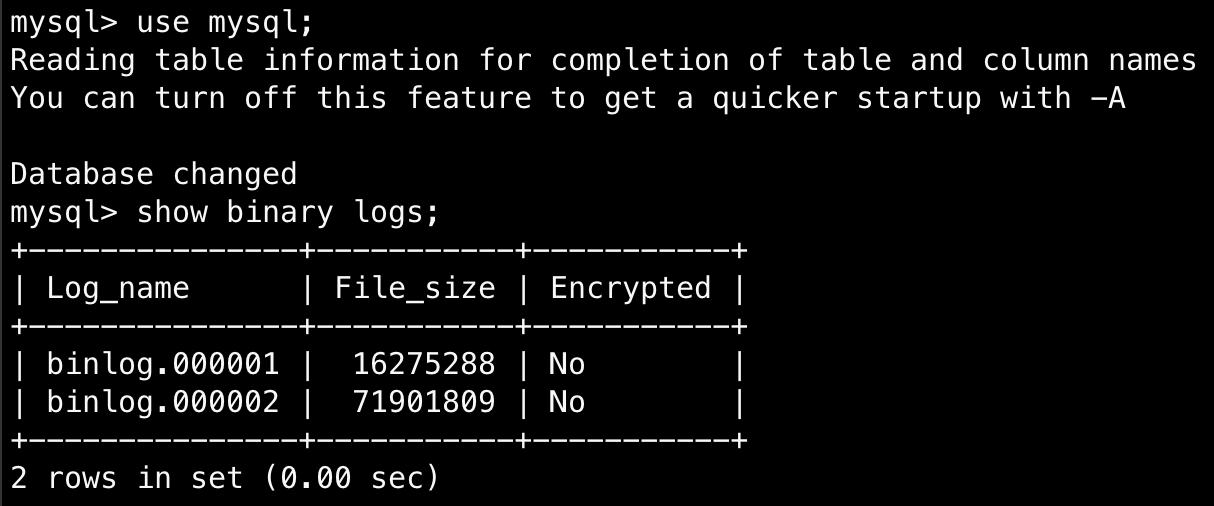 mysql> use mysql;
Reading table information for completion of table and column names
You can turn off this feature to get a quicker startup with -A

Database changed
mysql> show binary logs;
+---------------+-----------+-----------+
| Log_name      | File_size | Encrypted |
+---------------+-----------+-----------+
| binlog.000001 |  16275288 | No        |
| binlog.000002 |  71901809 | No        |
+---------------+-----------+-----------+
2 rows in set (0.00 sec)